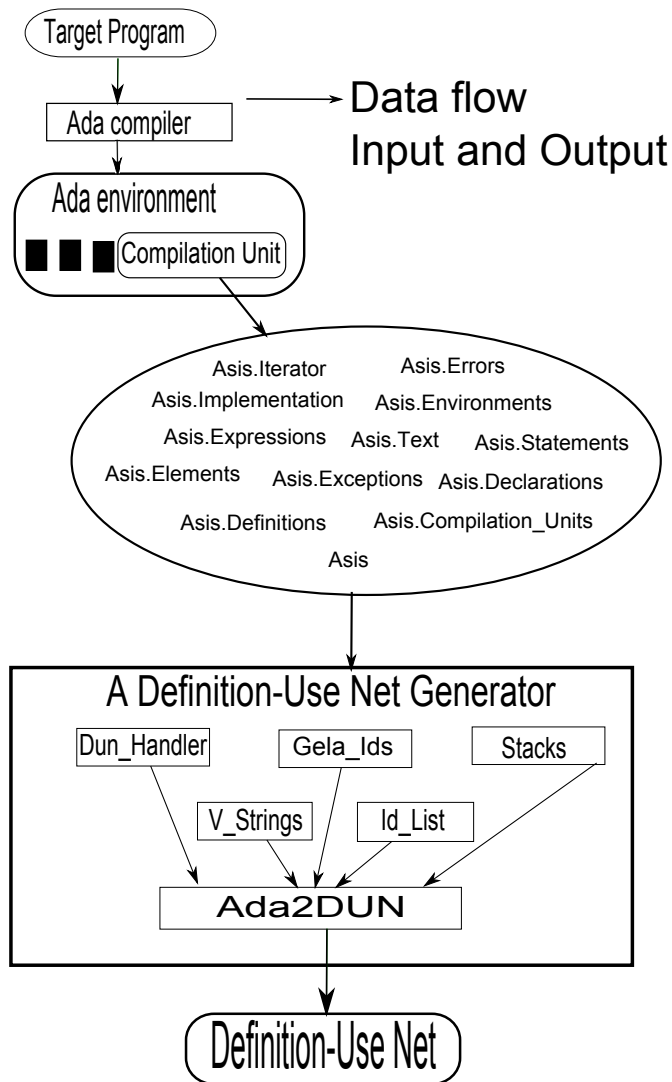 Target Program
Ada compiler
Data flow
Input and Output
Ada environment
Compilation Unit
Asis.Iterator
Asis.Errors
Asis.Implementation
Asis.Environments
Asis.Expressions
Asis.Text
Asis.Statements
Asis.Elements
Asis.Exceptions
Asis.Declarations
Asis.Definitions
Asis.Compilation_Units
Asis
A Definition-Use Net Generator
Dun_Handler
Gela_Ids
Stacks
V_Strings
Id_List
Ada2DUN
Definition-Use Net